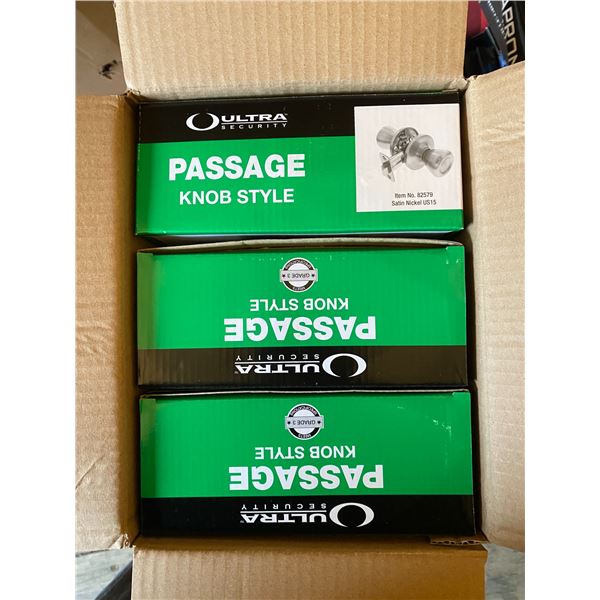 PRON
ULTRA
SECURITY
PASSAGE
KNOB STYLE
Item No. 82579
Satin Nickel US15
GRADE 3
KNOB STYLE
PASSAGE
ULTRA
SECURITY
GRADE 3
KNOB STYLE
PASSAGE
ULTRA
SECURITY